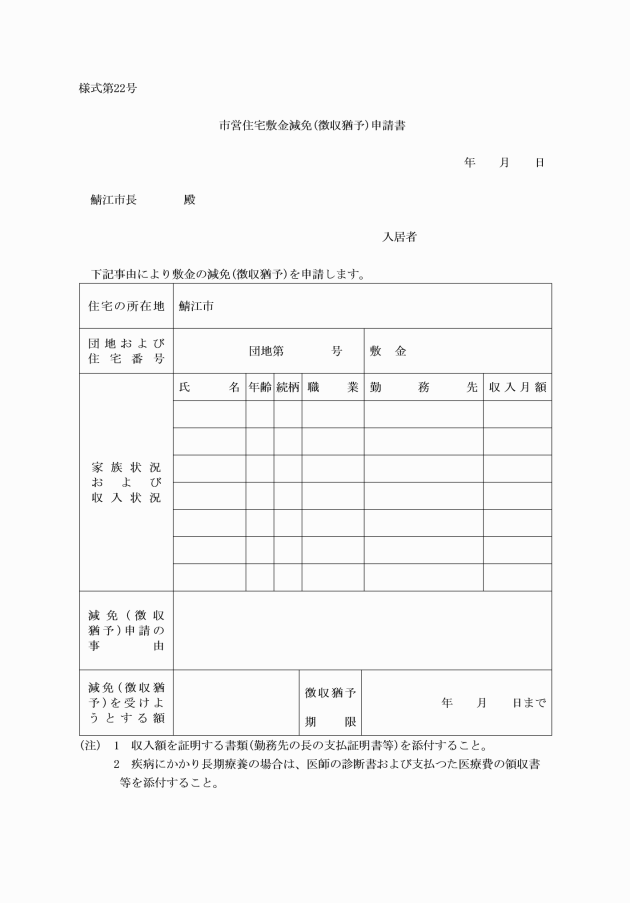 様式第22号
市営住宅敷金減免(徴収猶予)申請書
年　　月　　日
鯖江市長　　　　殿
入居者
下記事由により敷金の減免(徴収猶予)を申請します。
住宅の所在地　鯖江市
団地および
住宅番号
団地第　　　　号　敷　金
氏　名　年齢　続柄　職　業　勤　務　先　収入月額
家族状況
および
収入状況
減免(徴収
猶予)申請の
事由
減免(徴収猶
予)を受けよ
うとする額
徴収猶予
期　限
年　　月　　日まで
(注)　1　収入額を証明する書類(勤務先の長の支払証明書等)を添付すること。
2　疾病にかかり長期療養の場合は、医師の診断書および支払つた医療費の領収書
等を添付すること。